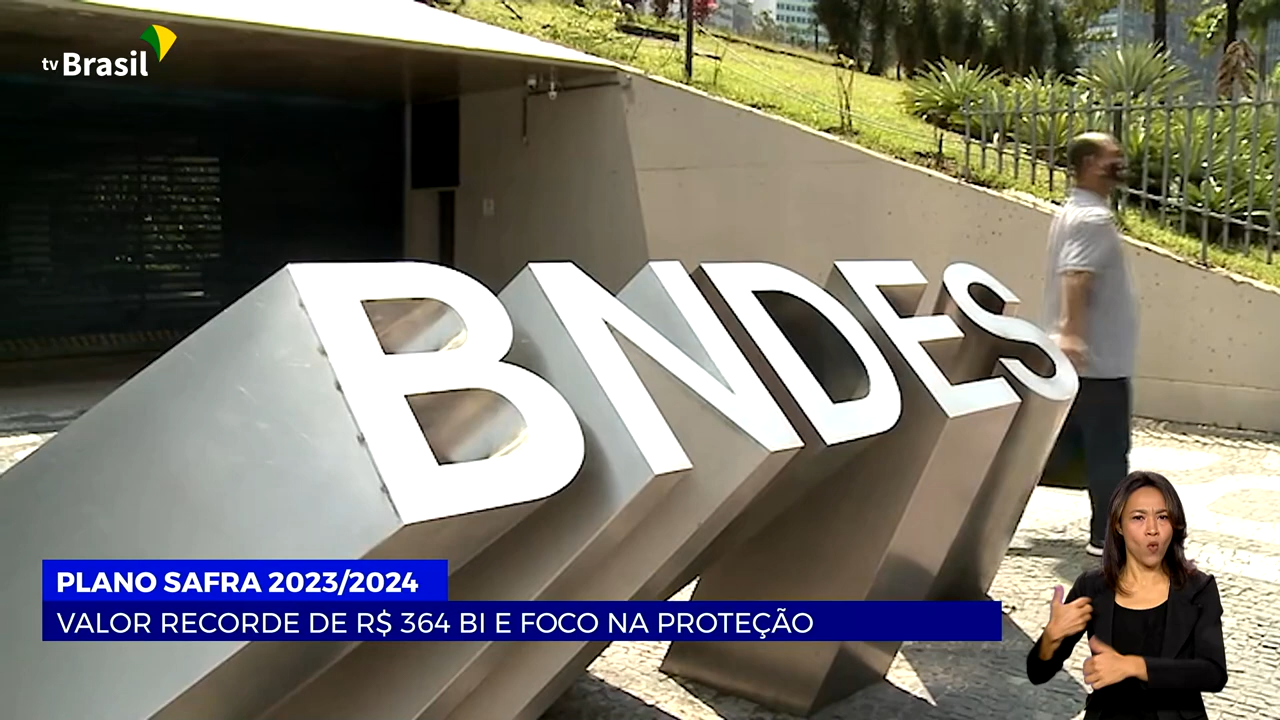 tv Brasil
BNDES
PLANO SAFRA 2023/2024
VALOR RECORDE DE R$ 364 BI E FOCO NA PROTEÇÃO